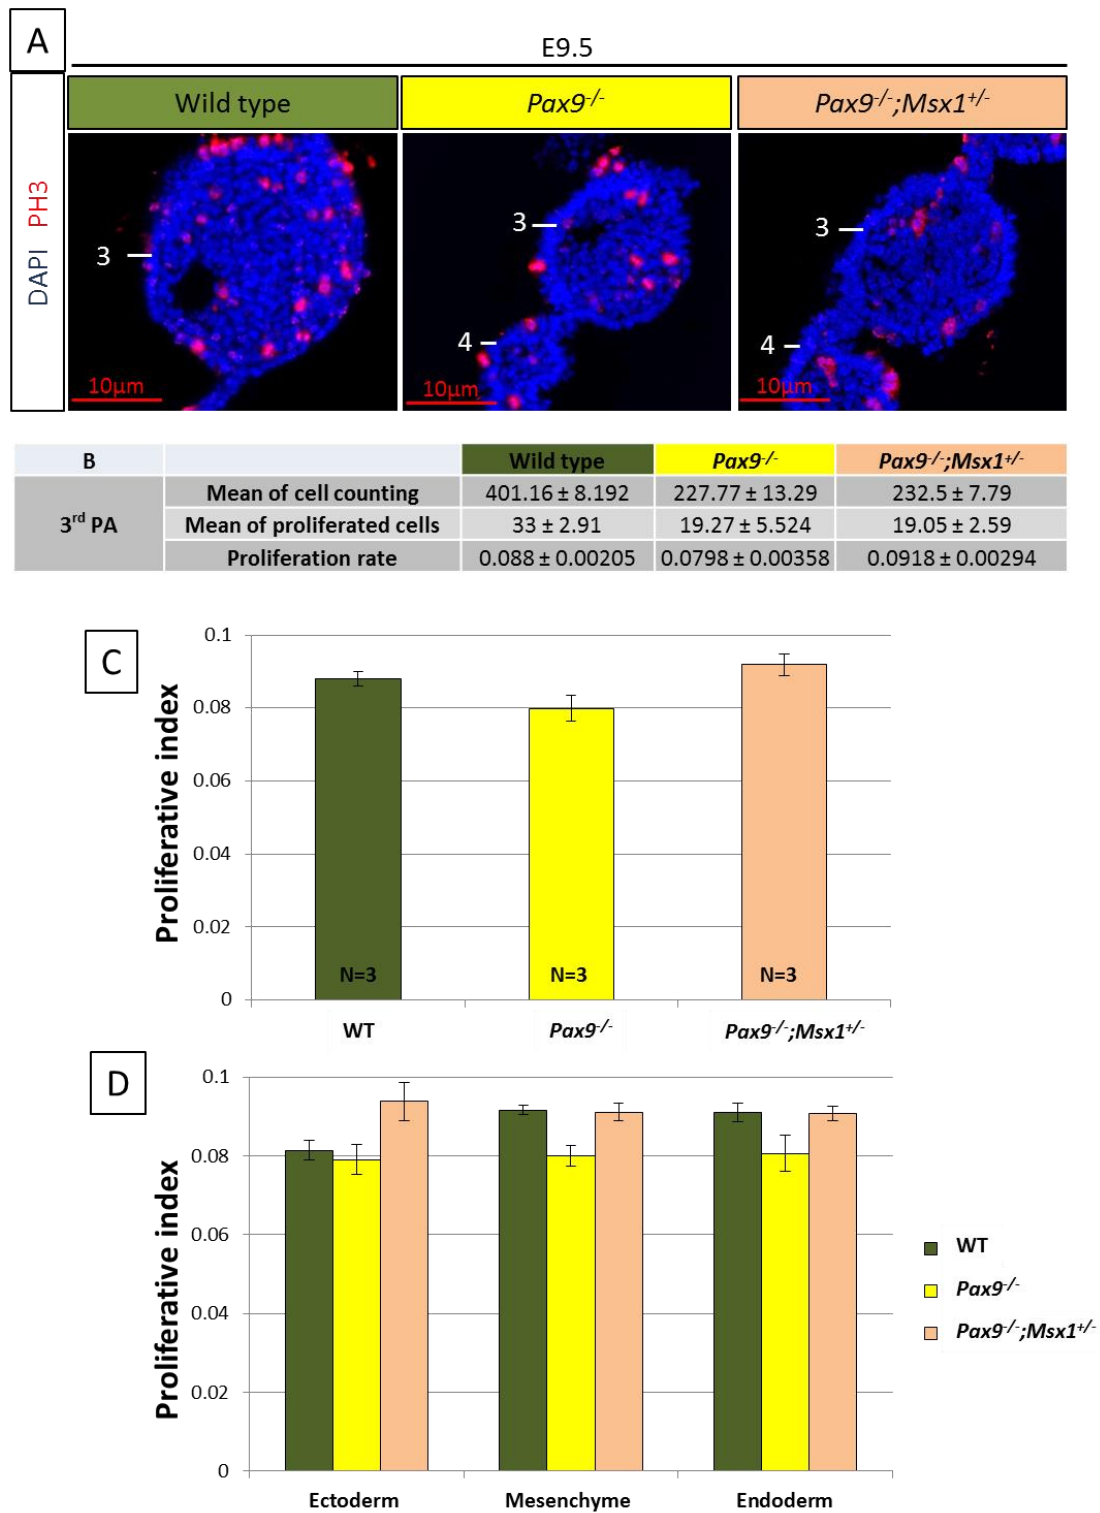 A
E9.5
Wild type
Pax9-/-
Pax9-/-;Msx1+/-
DAPI PH3
3
10µm
3
4
10µm
3
4
10µm
B Wild type Pax9-/- Pax9-/-;Msx1+/-
3rd PA
Mean of cell counting 401.16 ± 8.192 227.77 ± 13.29 232.5 ± 7.79
Mean of proliferated cells 33 ± 2.91 19.27 ± 5.524 19.05 ± 2.59
Proliferation rate 0.088 ± 0.00205 0.0798 ± 0.00358 0.0918 ± 0.00294
C
Proliferative index
0.1
0.08
0.06
0.04
0.02
0
N=3 N=3 N=3
WT Pax9-/- Pax9-/-;Msx1+/-
D
Proliferative index
0.1
0.08
0.06
0.04
0.02
0
Ectoderm Mesenchyme Endoderm
WT
Pax9-/-
Pax9-/-;Msx1+/-